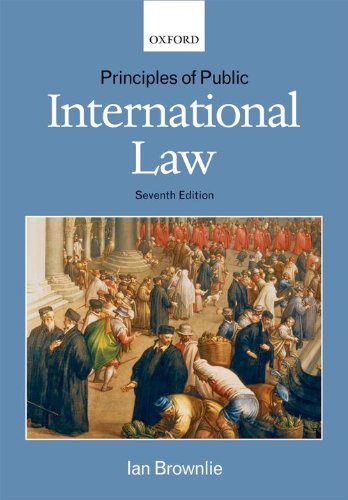 OXFORD
Principles of Public
International
Law
Seventh Edition
Ian Brownlie